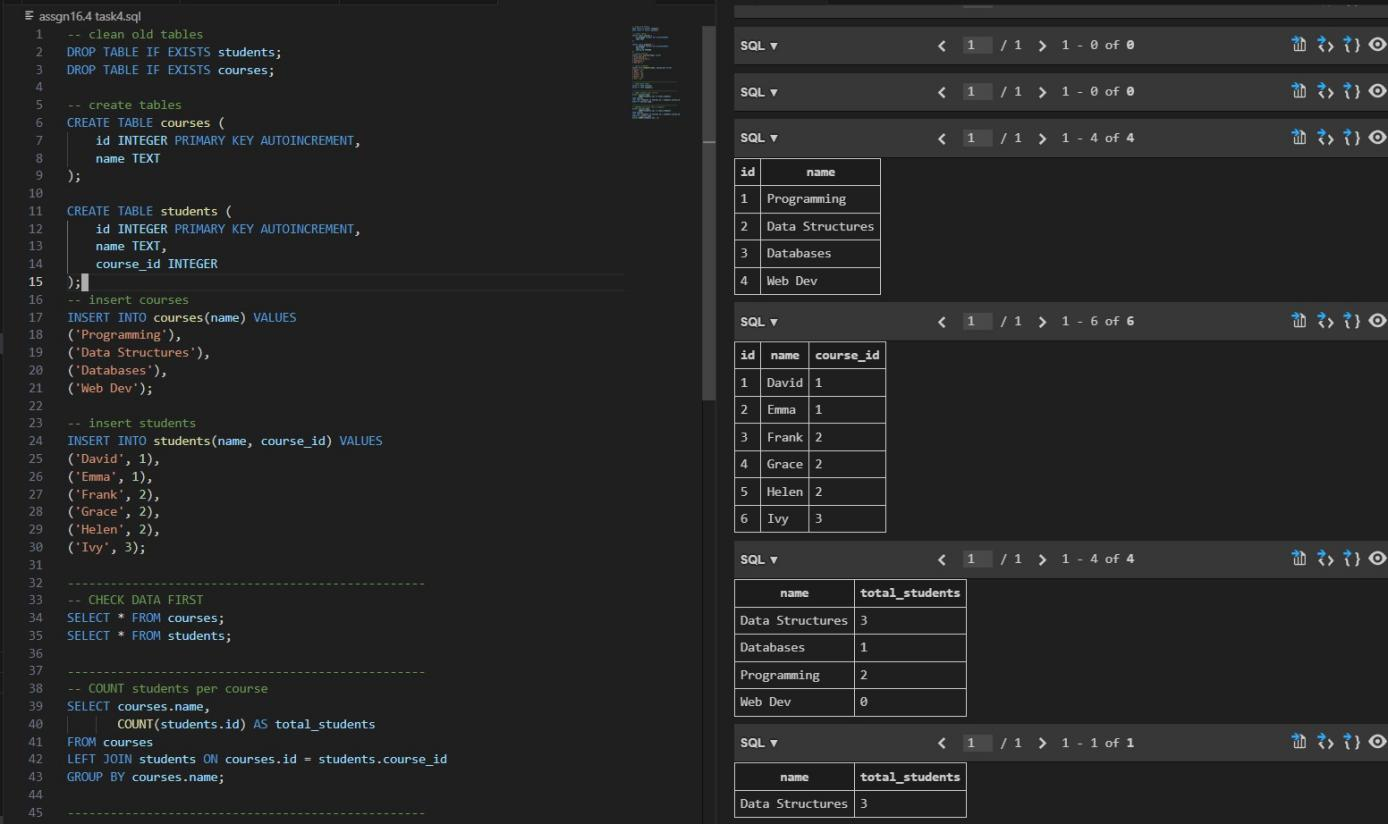 assgn16.4 task4.sql
1 -- clean old tables
2 DROP TABLE IF EXISTS students;
3 DROP TABLE IF EXISTS courses;
4
5 -- create tables
6 CREATE TABLE courses (
7 id INTEGER PRIMARY KEY AUTOINCREMENT,
8 name TEXT
9 );
10
11 CREATE TABLE students (
12 id INTEGER PRIMARY KEY AUTOINCREMENT,
13 name TEXT,
14 course_id INTEGER
15 );
16 -- insert courses
17 INSERT INTO courses(name) VALUES
18 ('Programming'),
19 ('Data Structures'),
20 ('Databases'),
21 ('Web Dev');
22
23 -- insert students
24 INSERT INTO students(name, course_id) VALUES
25 ('David', 1),
26 ('Emma', 1),
27 ('Frank', 2),
28 ('Grace', 2),
29 ('Helen', 2),
30 ('Ivy', 3);
31
32 --------------------------------------------------
33 -- CHECK DATA FIRST
34 SELECT * FROM courses;
35 SELECT * FROM students;
36
37 --------------------------------------------------
38 -- COUNT students per course
39 SELECT courses.name,
40 COUNT(students.id) AS total_students
41 FROM courses
42 LEFT JOIN students ON courses.id = students.course_id
43 GROUP BY courses.name;
44
45 --------------------------------------------------
SQL ▼ < 1 / 1 > 1 - 0 of 0
SQL ▼ < 1 / 1 > 1 - 0 of 0
SQL ▼ < 1 / 1 > 1 - 4 of 4
id name
1 Programming
2 Data Structures
3 Databases
4 Web Dev
SQL ▼ < 1 / 1 > 1 - 6 of 6
id name course_id
1 David 1
2 Emma 1
3 Frank 2
4 Grace 2
5 Helen 2
6 Ivy 3
SQL ▼ < 1 / 1 > 1 - 4 of 4
name total_students
Data Structures 3
Databases 1
Programming 2
Web Dev 0
SQL ▼ < 1 / 1 > 1 - 1 of 1
name total_students
Data Structures 3